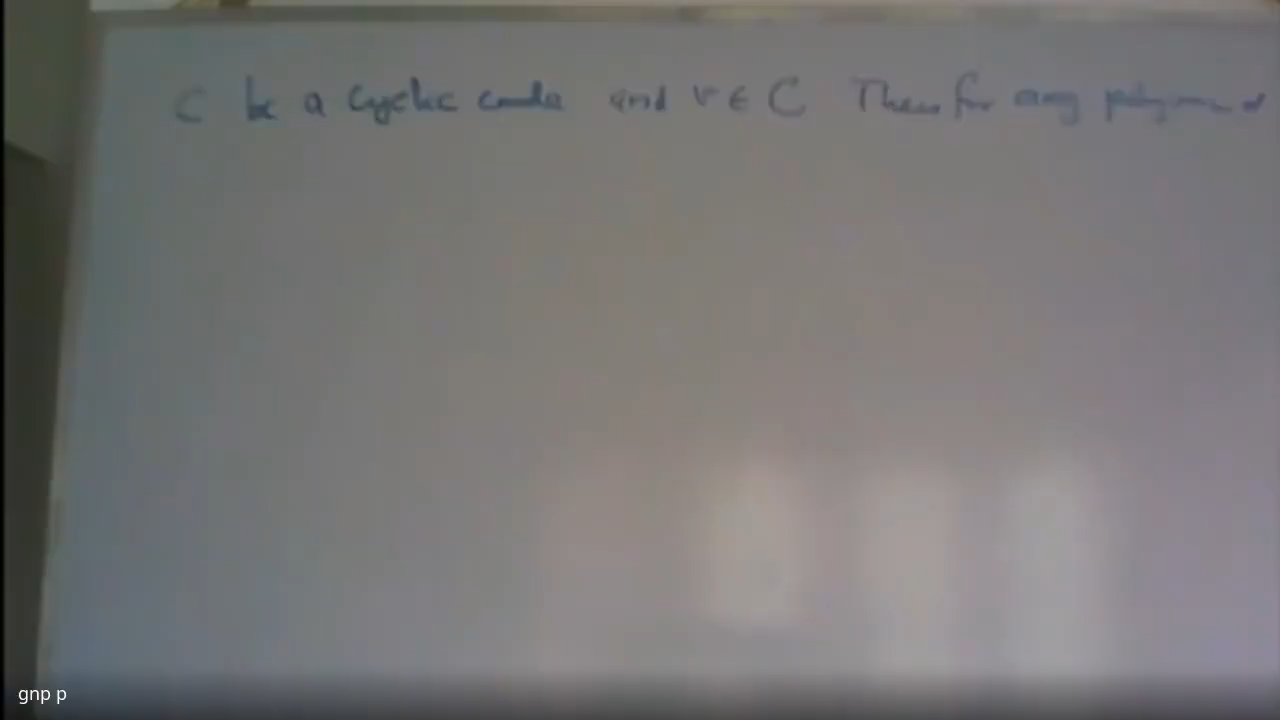 C be a cyclic code and v ∈ C Then for any polynomial
gnp p